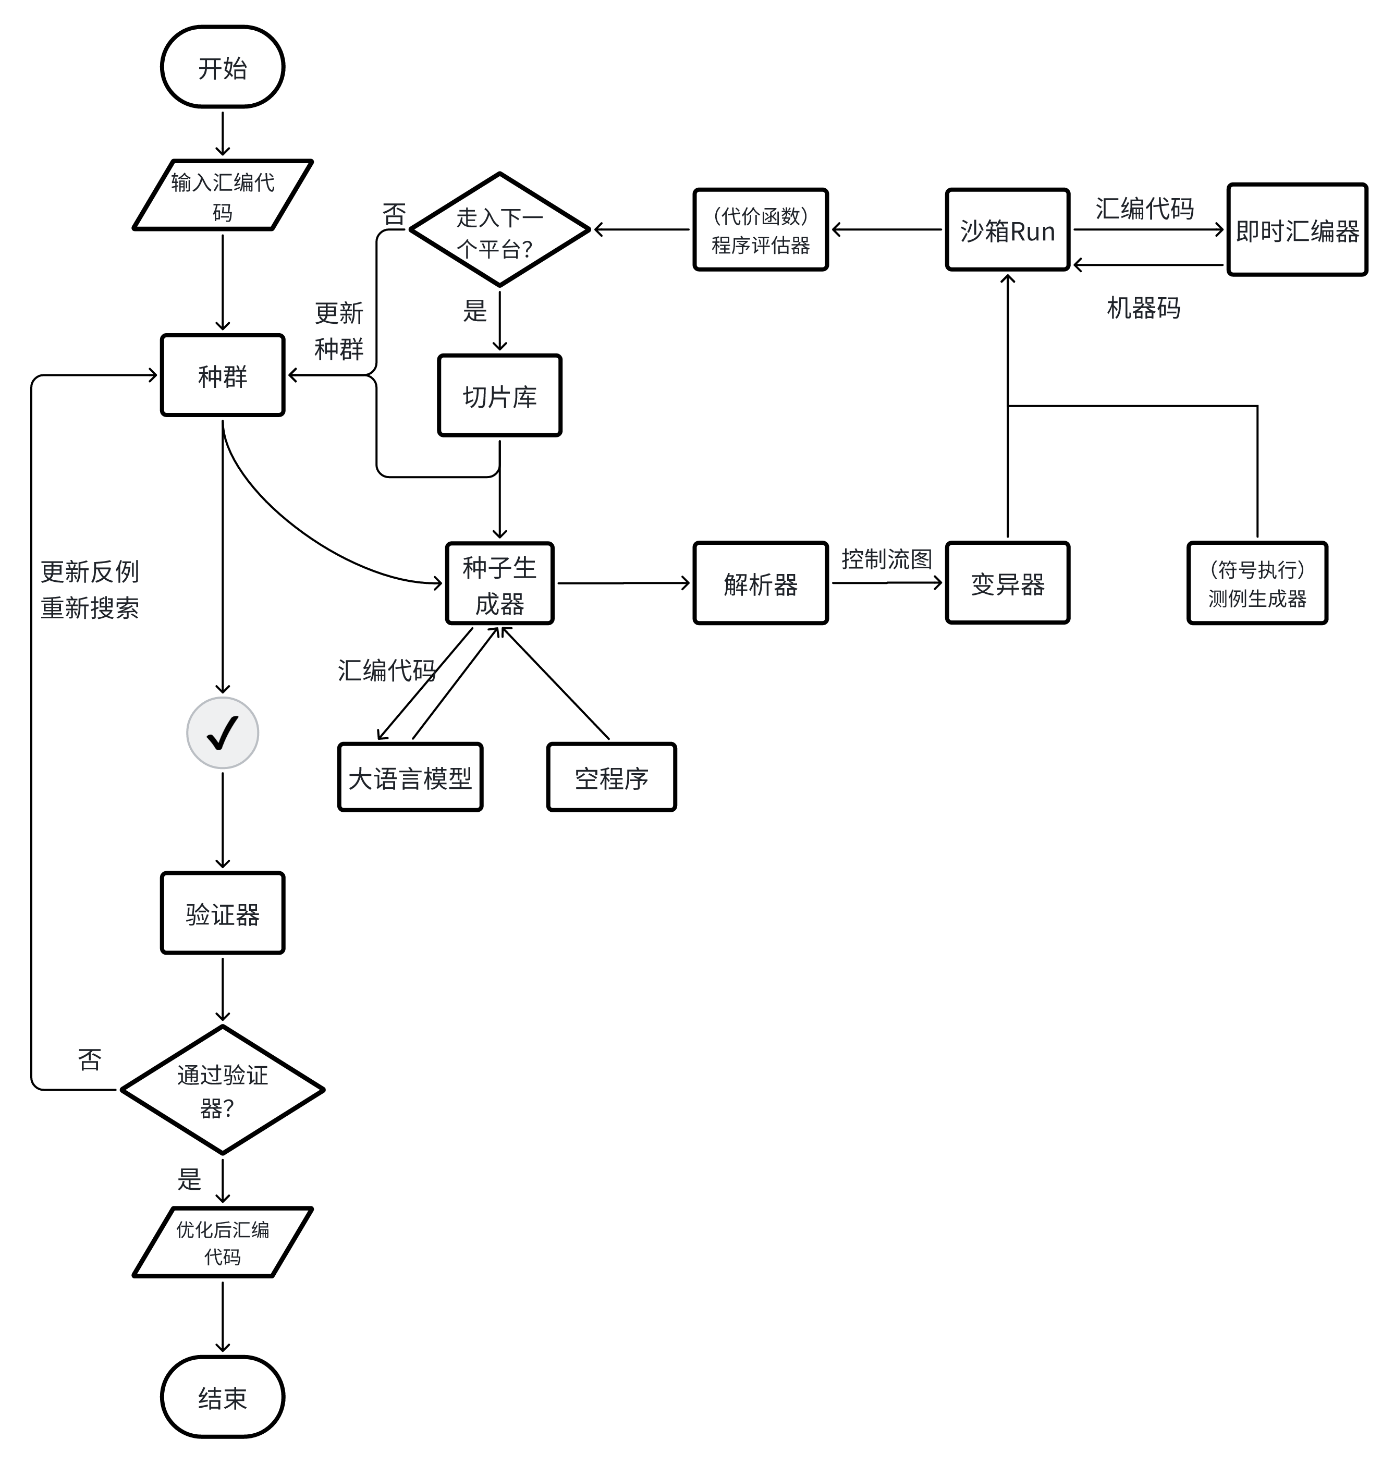 开始
输入汇编代
码
否
走入下一
个平台？
（代价函数）
程序评估器
沙箱Run
汇编代码
即时汇编器
机器码
更新
种群
是
种群
切片库
更新反例
重新搜索
种子生
成器
解析器
控制流图
变异器
（符号执行）
测例生成器
汇编代码
大语言模型
空程序
验证器
否
通过验证
器？
是
优化后汇编
代码
结束